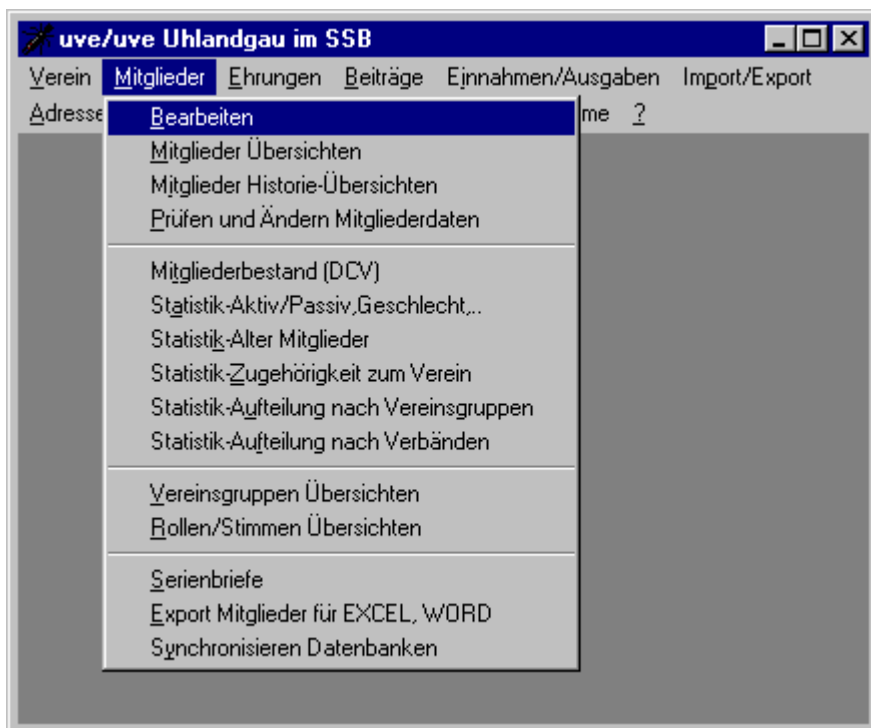 uve/uve Uhlandgau im SSB
Verein Mitglieder Ehrungen Beiträge Einnahmen/Ausgaben Import/Export
Adresse me ?
Bearbeiten
Mitglieder Übersichten
Mitglieder Historie-Übersichten
Prüfen und Ändern Mitgliederdaten
Mitgliederbestand (DCV)
Statistik-Aktiv/Passiv,Geschlecht,..
Statistik-Alter Mitglieder
Statistik-Zugehörigkeit zum Verein
Statistik-Aufteilung nach Vereinsgruppen
Statistik-Aufteilung nach Verbänden
Vereinsgruppen Übersichten
Rollen/Stimmen Übersichten
Serienbriefe
Export Mitglieder für EXCEL, WORD
Synchronisieren Datenbanken